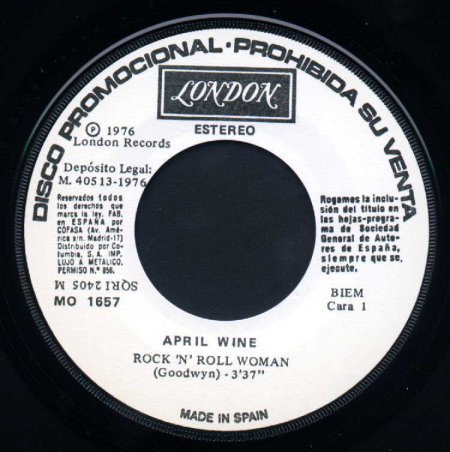 DISCO PROMOCIONAL · PROHIBIDA SU VENTA
LONDON
ESTEREO
Ⓟ 1976
London Records
Depósito Legal:
M. 40513-1976
Reservados todos
los derechos que
marca la ley. FAB.
en ESPAÑA por
COFASA (Av. Amé-
rica s/n. Madrid-17)
Distribuido por Co-
lumbia, S. A. IMP.
LUJO A METALICO.
PERMISO N.º 856.
SQRI 2405 M
MO 1657
Rogamos la inclu-
sión del título en
las hojas-progra-
ma de Sociedad
General de Auto-
res de España,
siempre que se
ejecute.
BIEM
Cara 1
APRIL WINE
ROCK 'N' ROLL WOMAN
(Goodwyn) - 3'37"
MADE IN SPAIN